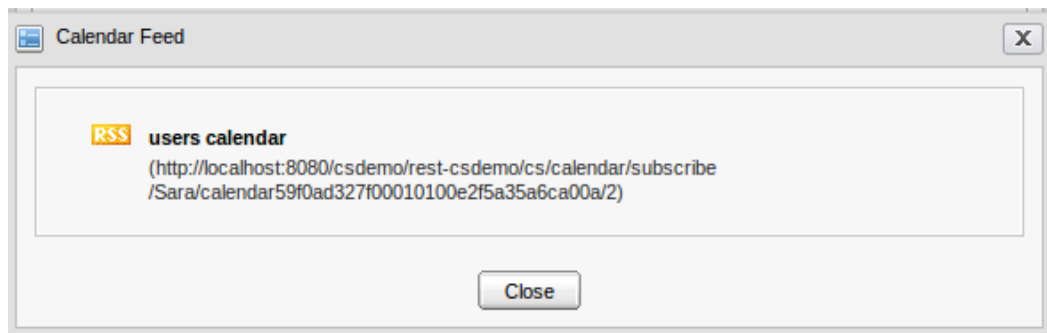 Calendar Feed
X
RSS users calendar
(http://localhost:8080/csdemo/rest-csdemo/cs/calendar/subscribe
/Sara/calendar59f0ad327f00010100e2f5a35a6ca00a/2)
Close